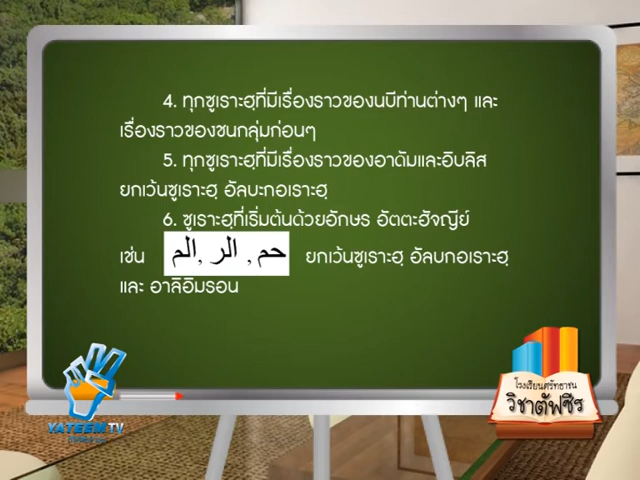 4. ทุกซูเราะฮฺที่มีเรื่องราวของนบีท่านต่างๆ และ
เรื่องราวของชนกลุ่มก่อนๆ
5. ทุกซูเราะฮฺที่มีเรื่องราวของอาดัมและอิบลิส
ยกเว้นซูเราะฮฺ อัลบะกอเราะฮฺ
6. ซูเราะฮฺที่เริ่มต้นด้วยอักษร อัตตะฮัจญีย์
เช่น حم , الر ,الم ยกเว้นซูเราะฮฺ อัลบกอเราะฮฺ
และ อาลิอิมรอน
โรงเรียนศรัทธาชน
วิชาตัฟซีร
YATEEM TV